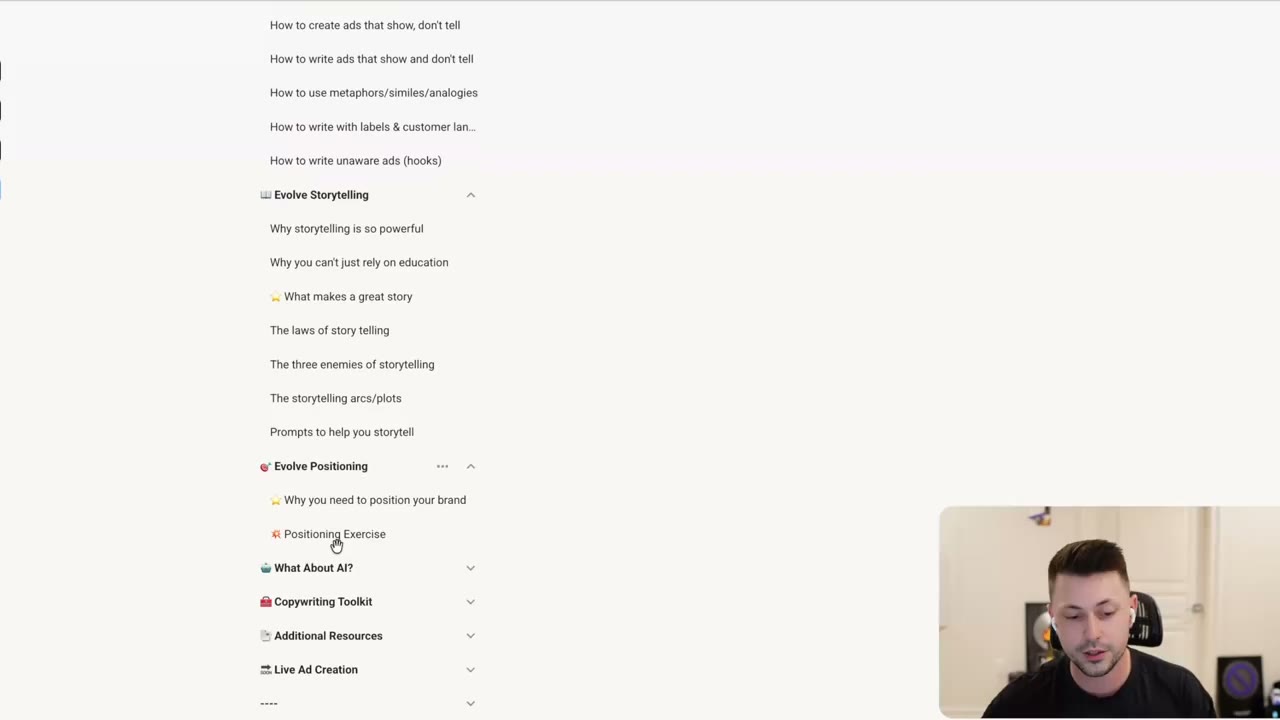 How to create ads that show, don't tell
How to write ads that show and don't tell
How to use metaphors/similes/analogies
How to write with labels & customer lan...
How to write unaware ads (hooks)
📖 Evolve Storytelling
Why storytelling is so powerful
Why you can't just rely on education
⭐ What makes a great story
The laws of story telling
The three enemies of storytelling
The storytelling arcs/plots
Prompts to help you storytell
🎯 Evolve Positioning
⭐ Why you need to position your brand
💥 Positioning Exercise
🤖 What About AI?
🧰 Copywriting Toolkit
📑 Additional Resources
🔜 Live Ad Creation
----